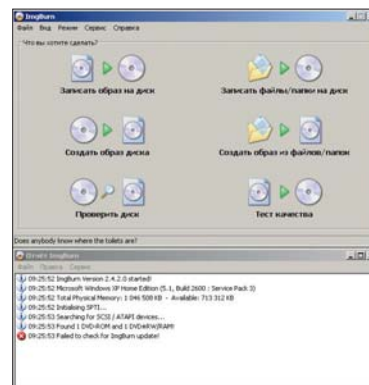 ImgBurn
Файл Вид Режим Сервис Справка
Что вы хотите сделать?
Записать образ на диск
Записать файлы/папки на диск
Создать образ диска
Создать образ из файлов/папок
Проверить диск
Тест качества
Does anybody know where the toilets are?
Отчёт ImgBurn
Файл Правка Сервис
09:25:52 ImgBurn Version 2.4.2.0 started!
09:25:52 Microsoft Windows XP Home Edition (5.1, Build 2600 : Service Pack 3)
09:25:52 Total Physical Memory: 1 046 508 KB - Available: 713 312 KB
09:25:52 Initialising SPTI...
09:25:53 Searching for SCSI / ATAPI devices...
09:25:53 Found 1 DVD-ROM and 1 DVD±RW/RAM!
09:25:53 Failed to check for ImgBurn update!